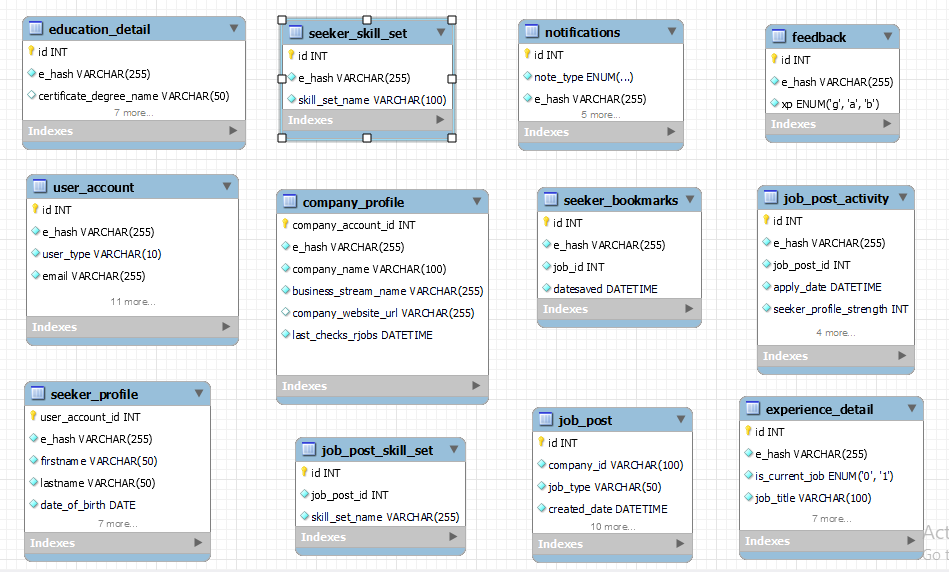 education_detail
id INT
e_hash VARCHAR(255)
certificate_degree_name VARCHAR(50)
7 more...
Indexes
seeker_skill_set
id INT
e_hash VARCHAR(255)
skill_set_name VARCHAR(100)
Indexes
notifications
id INT
note_type ENUM(...)
e_hash VARCHAR(255)
5 more...
Indexes
feedback
id INT
e_hash VARCHAR(255)
xp ENUM('g', 'a', 'b')
Indexes
user_account
id INT
e_hash VARCHAR(255)
user_type VARCHAR(10)
email VARCHAR(255)
11 more...
Indexes
company_profile
company_account_id INT
e_hash VARCHAR(255)
company_name VARCHAR(100)
business_stream_name VARCHAR(255)
company_website_url VARCHAR(255)
last_checks_rjobs DATETIME
Indexes
seeker_bookmarks
id INT
e_hash VARCHAR(255)
job_id INT
datesaved DATETIME
Indexes
job_post_activity
id INT
e_hash VARCHAR(255)
job_post_id INT
apply_date DATETIME
seeker_profile_strength INT
4 more...
Indexes
seeker_profile
user_account_id INT
e_hash VARCHAR(255)
firstname VARCHAR(50)
lastname VARCHAR(50)
date_of_birth DATE
7 more...
Indexes
job_post_skill_set
id INT
job_post_id INT
skill_set_name VARCHAR(255)
Indexes
job_post
id INT
company_id VARCHAR(100)
job_type VARCHAR(50)
created_date DATETIME
10 more...
Indexes
experience_detail
id INT
e_hash VARCHAR(255)
is_current_job ENUM('0', '1')
job_title VARCHAR(100)
7 more...
Indexes
Act
Go t